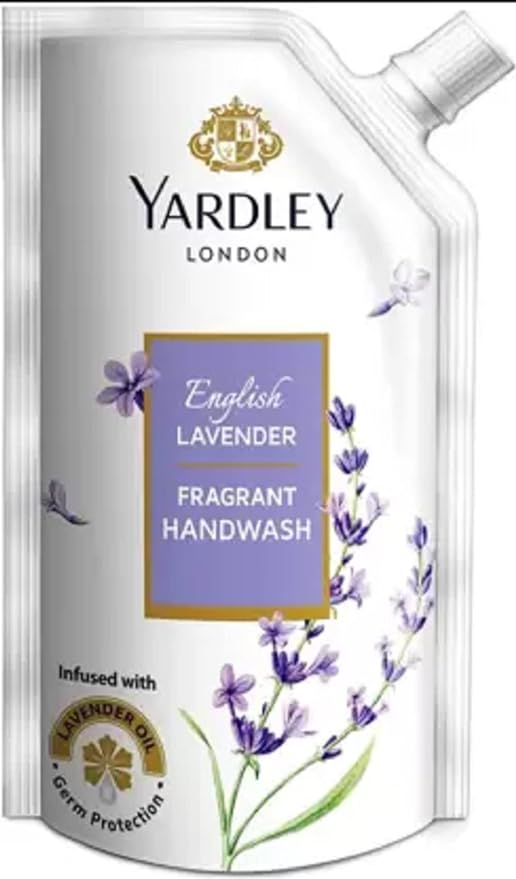 YARDLEY
LONDON
English
LAVENDER
FRAGRANT
HANDWASH
Infused with
LAVENDER OIL
• Germ Protection •